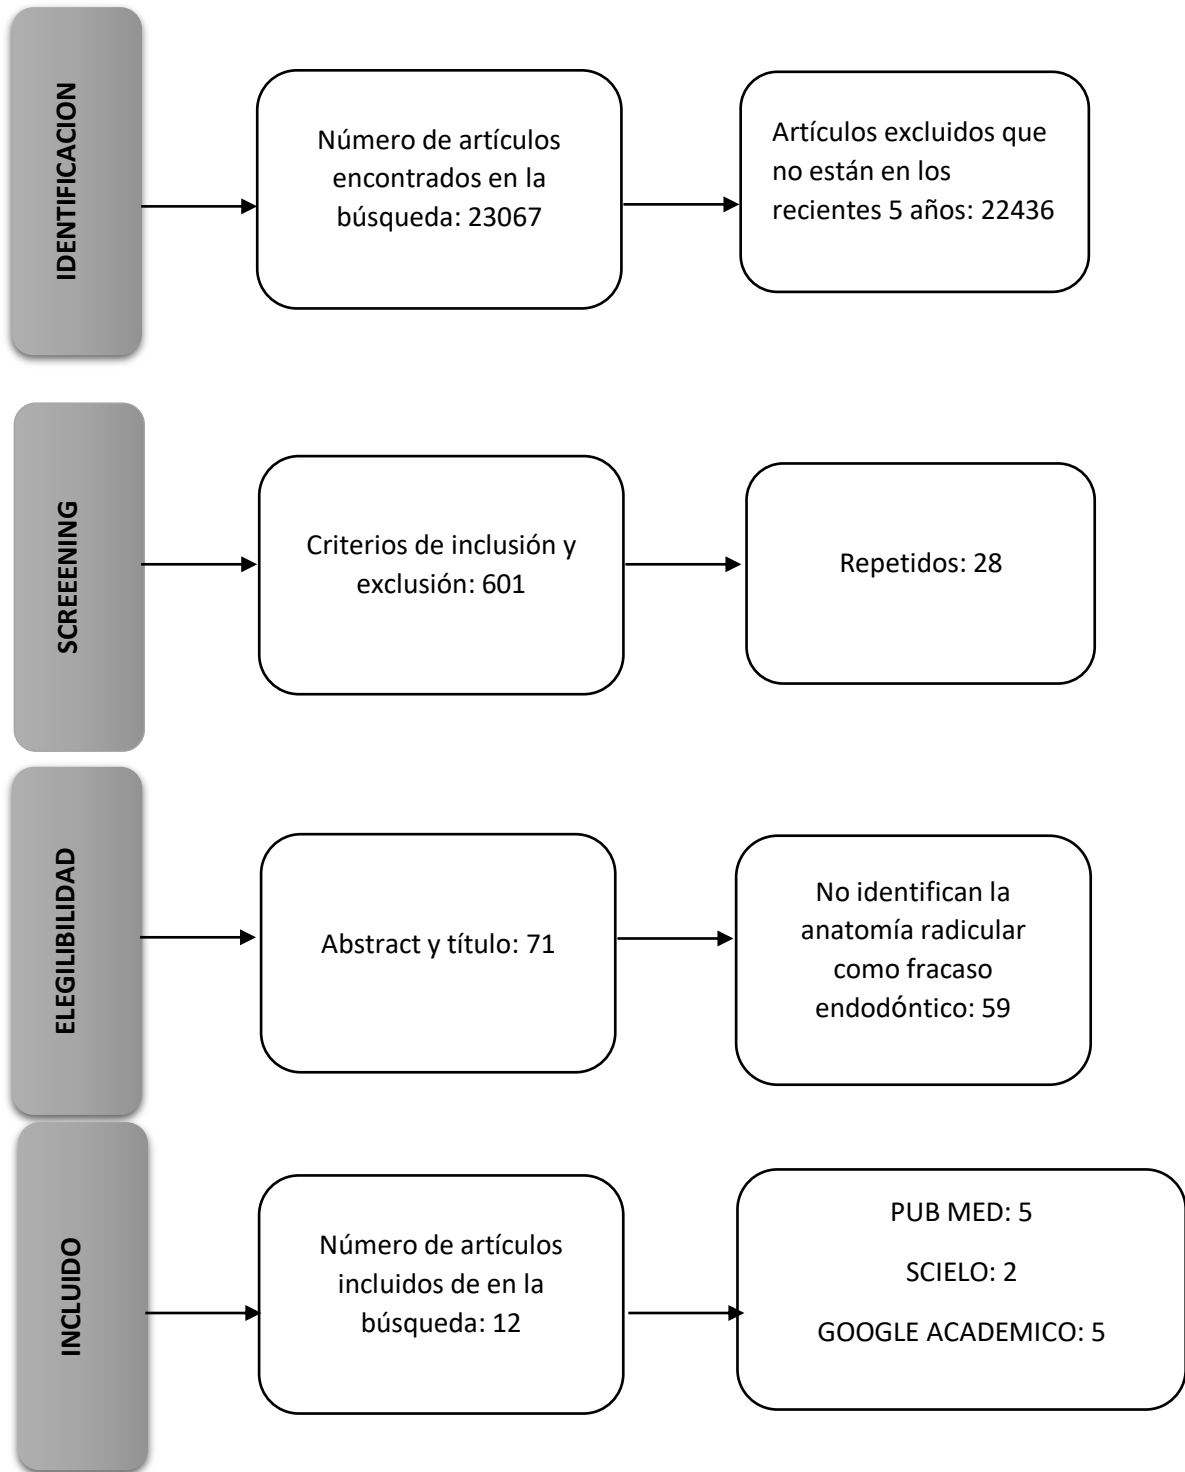 IDENTIFICACION
Número de artículos
encontrados en la
búsqueda: 23067
Artículos excluidos que
no están en los
recientes 5 años: 22436
SCREEENING
Criterios de inclusión y
exclusión: 601
Repetidos: 28
ELEGILIBILIDAD
Abstract y título: 71
No identifican la
anatomía radicular
como fracaso
endodóntico: 59
INCLUIDO
Número de artículos
incluidos de en la
búsqueda: 12
PUB MED: 5
SCIELO: 2
GOOGLE ACADEMICO: 5